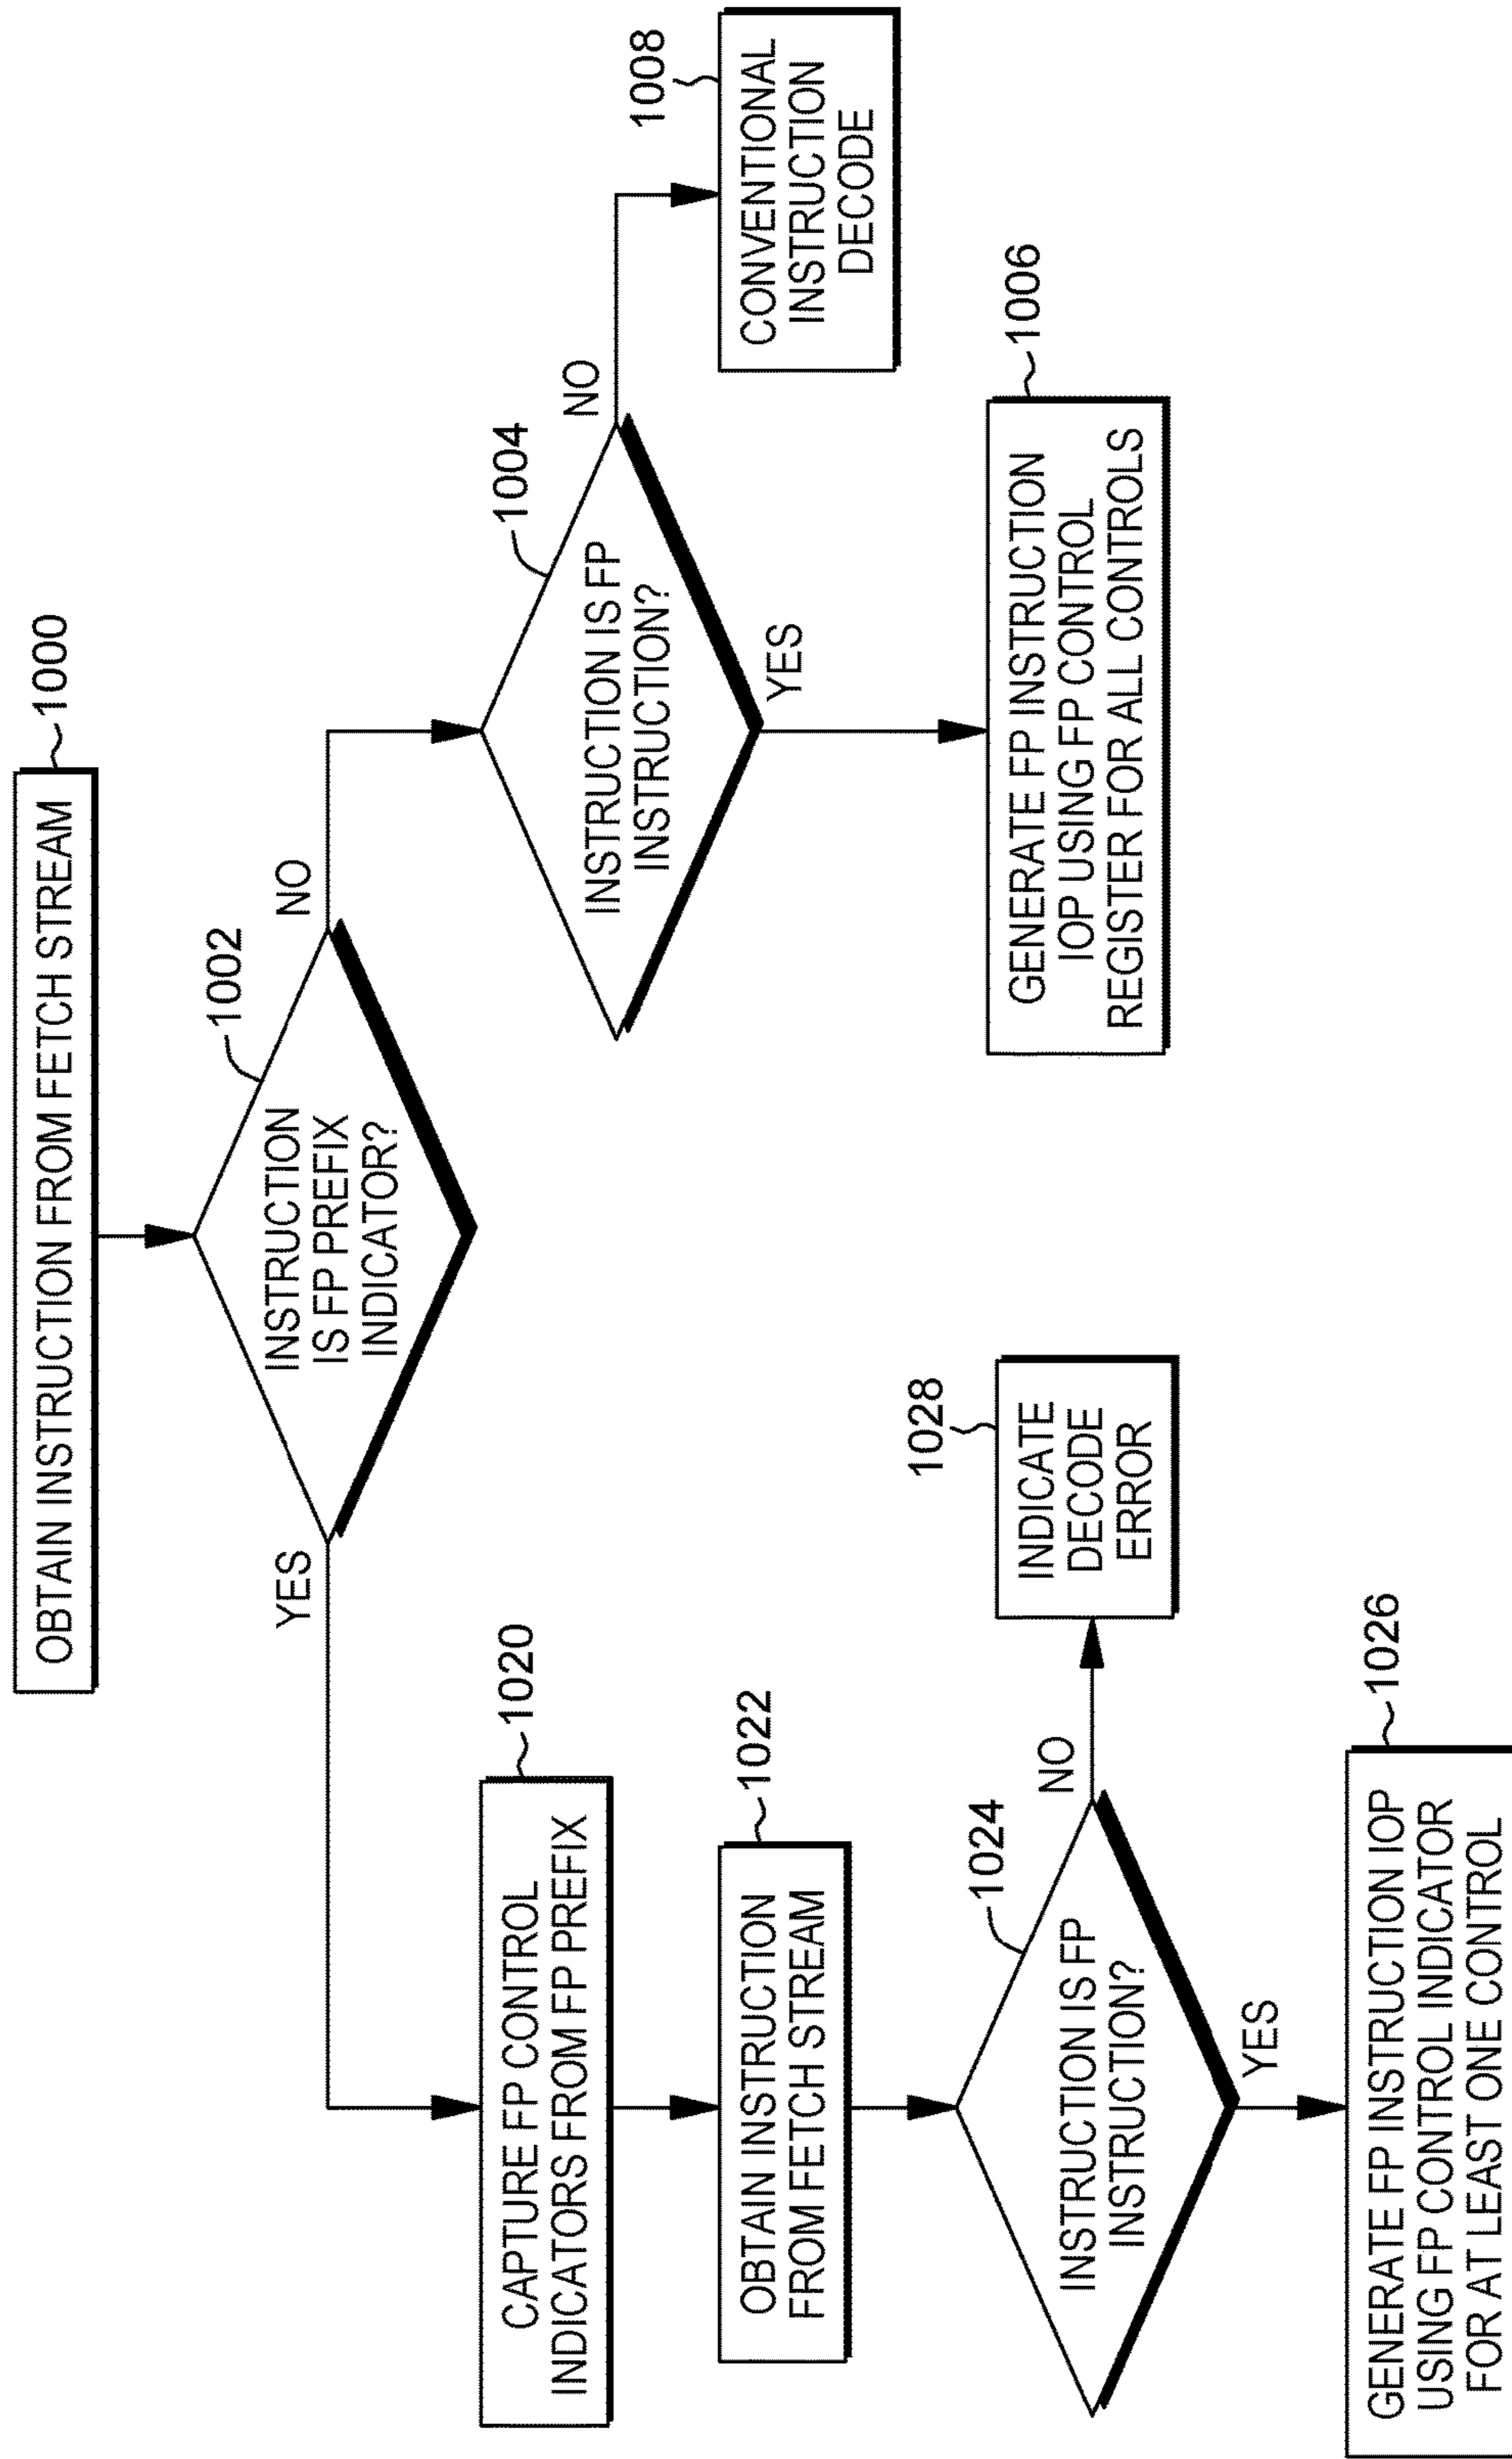 OBTAIN INSTRUCTION FROM FETCH STREAM
1000
INSTRUCTION
IS FP PREFIX
INDICATOR?
1002
YES
NO
CAPTURE FP CONTROL
INDICATORS FROM FP PREFIX
1020
OBTAIN INSTRUCTION
FROM FETCH STREAM
1022
INSTRUCTION IS FP
INSTRUCTION?
1024
NO
INDICATE
DECODE
ERROR
1028
YES
GENERATE FP INSTRUCTION IOP
USING FP CONTROL INDICATOR
FOR AT LEAST ONE CONTROL
1026
INSTRUCTION IS FP
INSTRUCTION?
1004
NO
CONVENTIONAL
INSTRUCTION
DECODE
1008
YES
GENERATE FP INSTRUCTION
IOP USING FP CONTROL
REGISTER FOR ALL CONTROLS
1006